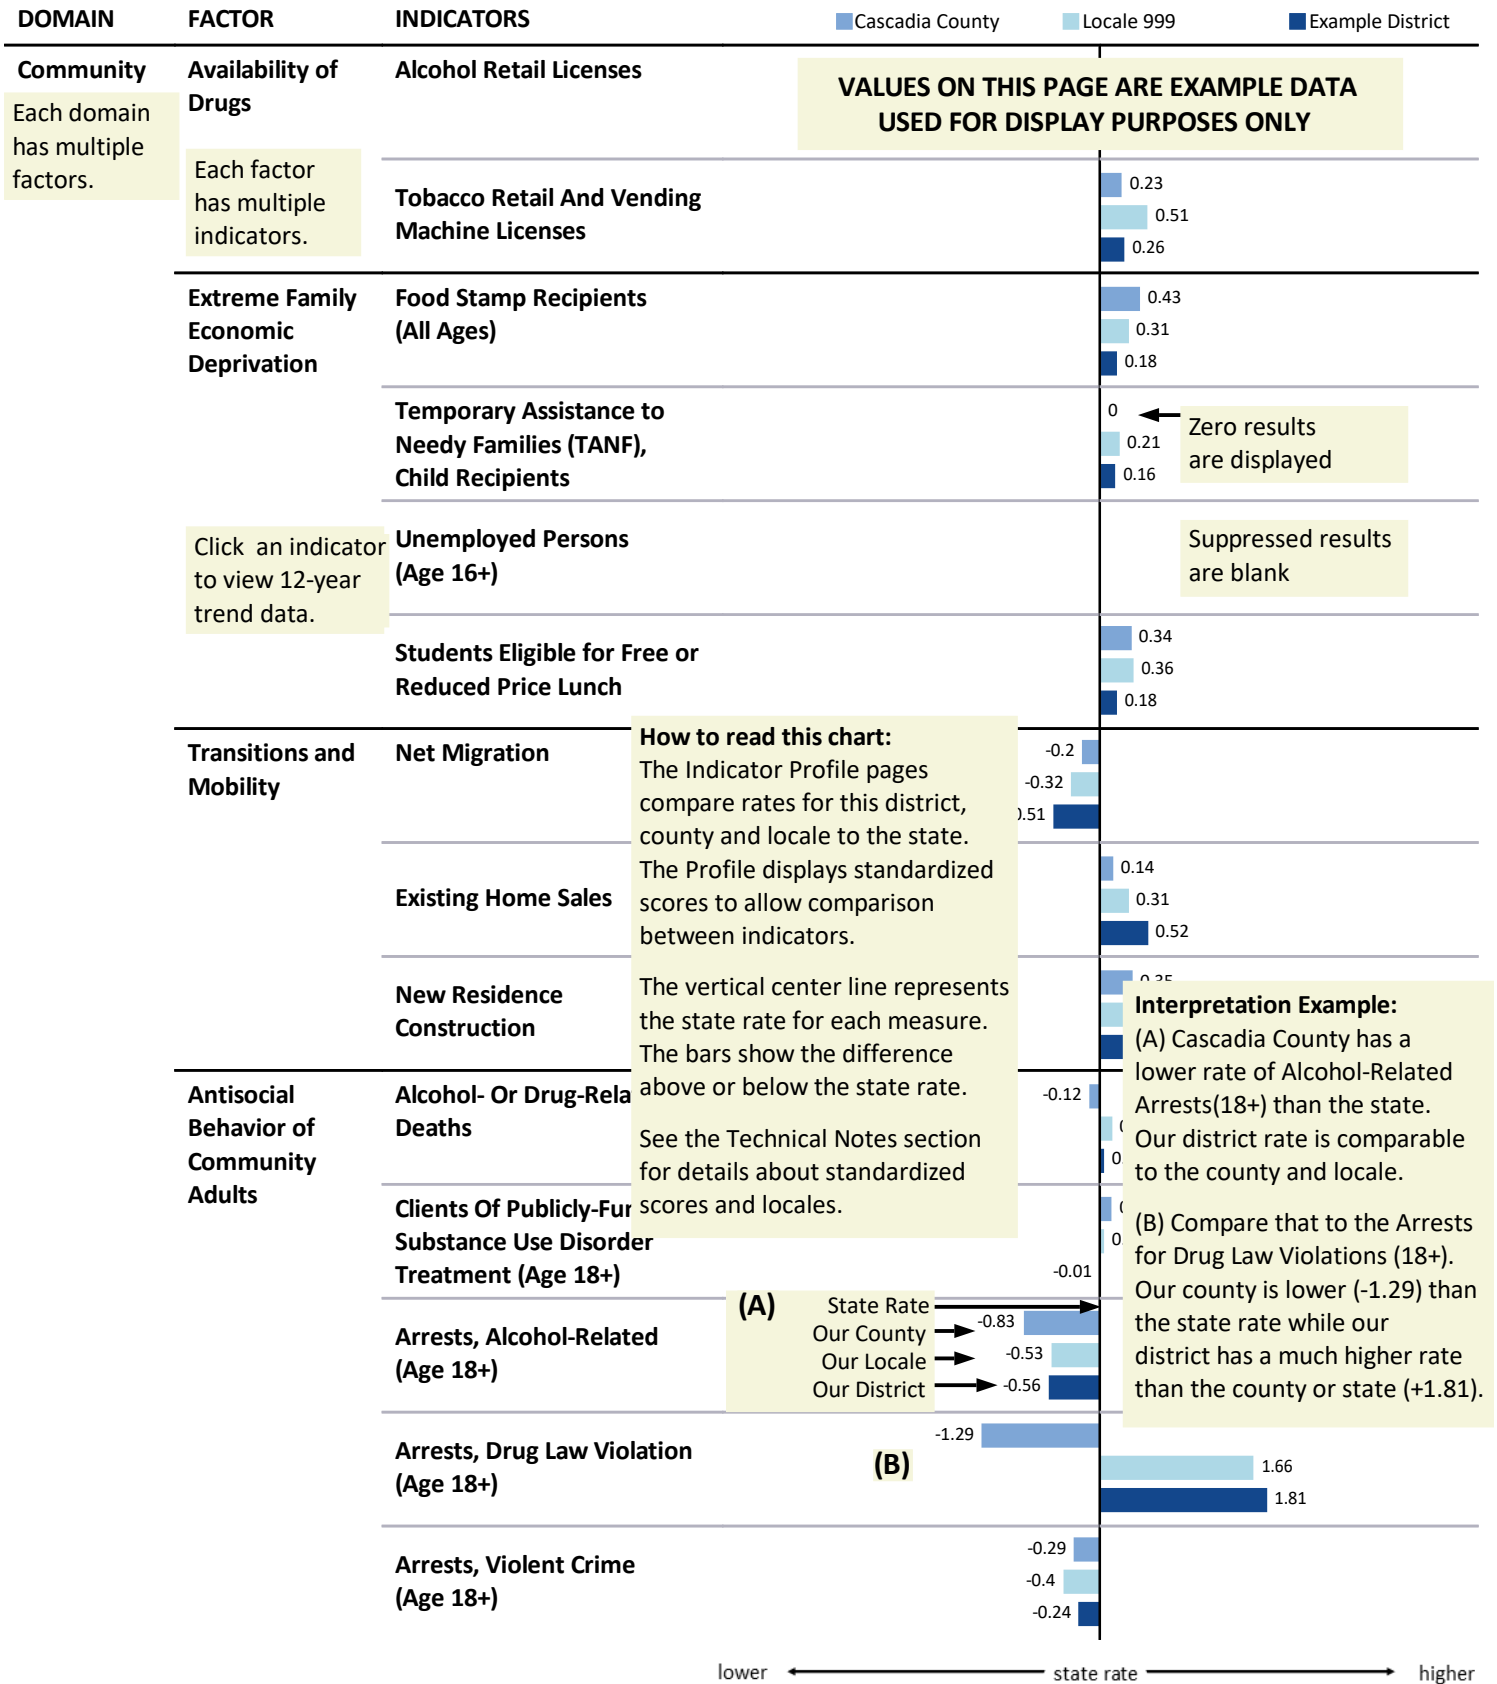 DOMAIN FACTOR INDICATORS Cascadia County Locale 999 Example District
Community
Each domain
has multiple
factors.
Availability of
Drugs
Each factor
has multiple
indicators.
Alcohol Retail Licenses
VALUES ON THIS PAGE ARE EXAMPLE DATA
USED FOR DISPLAY PURPOSES ONLY
Tobacco Retail And Vending
Machine Licenses
0.23
0.51
0.26
Extreme Family
Economic
Deprivation
Food Stamp Recipients
(All Ages)
0.43
0.31
0.18
Temporary Assistance to
Needy Families (TANF),
Child Recipients
0
0.21
0.16
Zero results
are displayed
Click an indicator
to view 12-year
trend data.
Unemployed Persons
(Age 16+)
Suppressed results
are blank
Students Eligible for Free or
Reduced Price Lunch
0.34
0.36
0.18
Transitions and
Mobility
Net Migration
-0.2
-0.32
.51
How to read this chart:
The Indicator Profile pages
compare rates for this district,
county and locale to the state.
The Profile displays standardized
scores to allow comparison
between indicators.
The vertical center line represents
the state rate for each measure.
The bars show the difference
above or below the state rate.
See the Technical Notes section
for details about standardized
scores and locales.
Existing Home Sales
0.14
0.31
0.52
New Residence
Construction
0.35
Interpretation Example:
(A) Cascadia County has a
lower rate of Alcohol-Related
Arrests(18+) than the state.
Our district rate is comparable
to the county and locale.
(B) Compare that to the Arrests
for Drug Law Violations (18+).
Our county is lower (-1.29) than
the state rate while our
district has a much higher rate
than the county or state (+1.81).
Antisocial
Behavior of
Community
Adults
Alcohol- Or Drug-Rela
Deaths
-0.12
0.
Clients Of Publicly-Fur
Substance Use Disorder
Treatment (Age 18+)
0.
-0.01
Arrests, Alcohol-Related
(Age 18+)
(A)
State Rate
Our County
Our Locale
Our District
-0.83
-0.53
-0.56
Arrests, Drug Law Violation
(Age 18+)
(B)
-1.29
1.66
1.81
Arrests, Violent Crime
(Age 18+)
-0.29
-0.4
-0.24
lower state rate higher